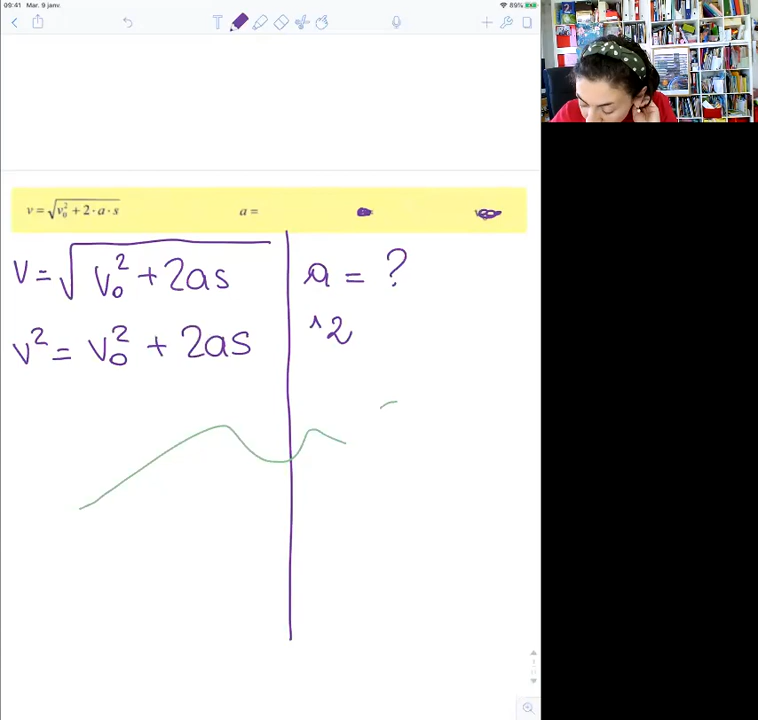 09:41 Mar. 9 janv. 89%
v = √v₀² + 2 · a · s a =
v = √v₀² + 2as a = ?
v² = v₀² + 2as ^2